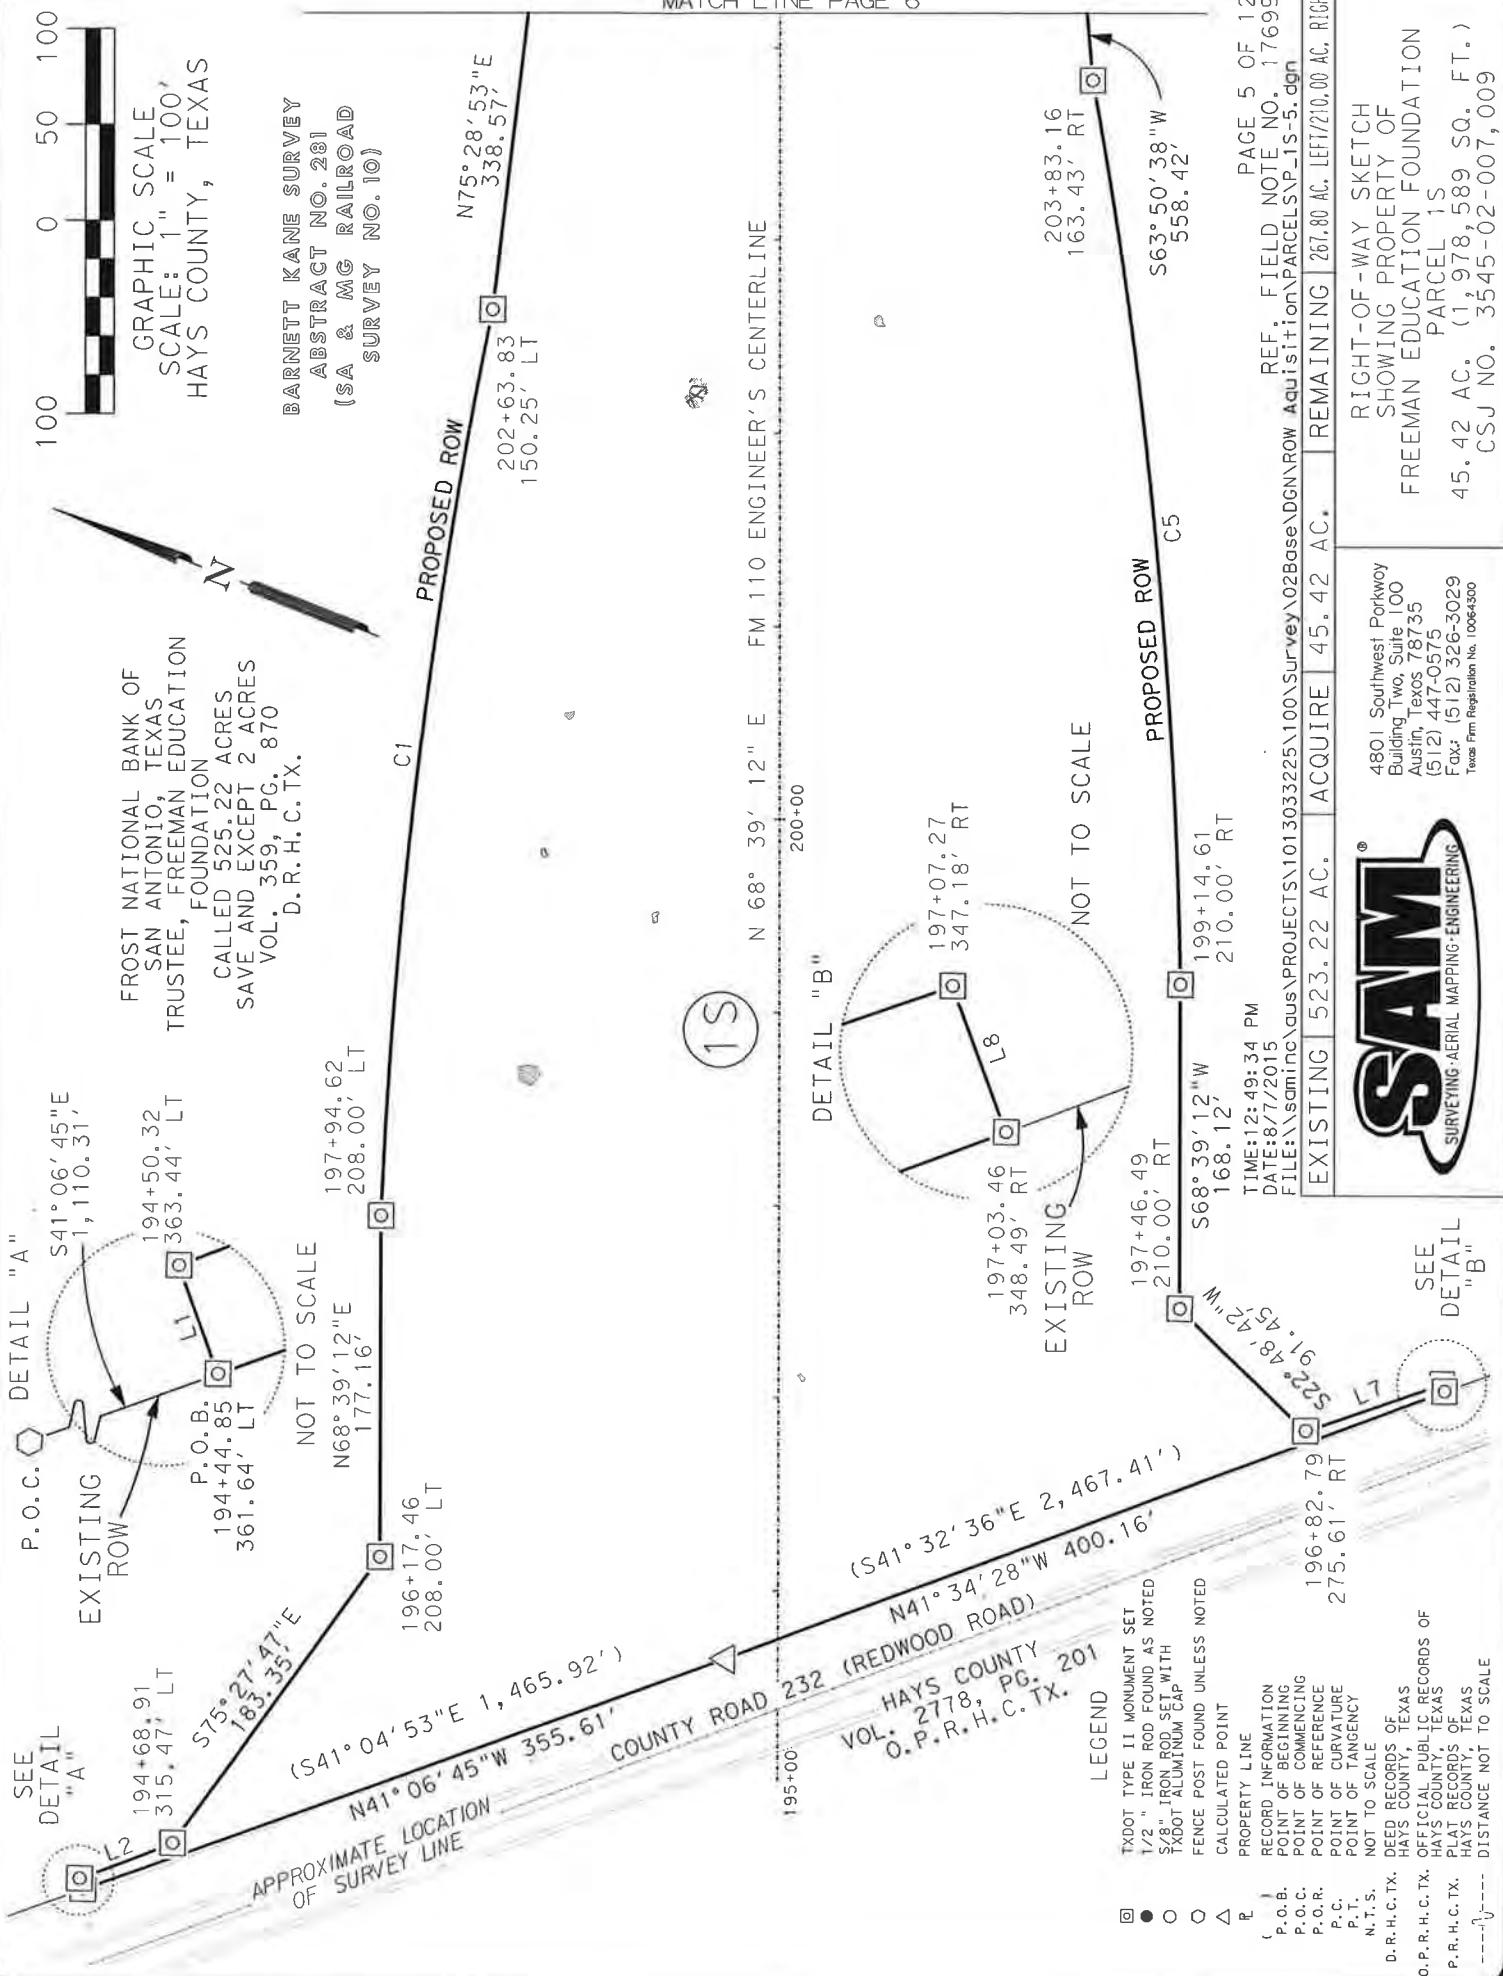 MATCH LINE PAGE 6
100 0 50 100
GRAPHIC SCALE
SCALE: 1" = 100'
HAYS COUNTY, TEXAS
BARNETT KANE SURVEY
ABSTRACT NO. 281
(SA & MG RAILROAD
SURVEY NO. 10)
N
FROST NATIONAL BANK OF
SAN ANTONIO, TEXAS
TRUSTEE, FREEMAN EDUCATION
FOUNDATION
CALLED 525.22 ACRES
SAVE AND EXCEPT 2 ACRES
VOL. 359, PG. 870
D.R.H.C.TX.
P.O.C.
DETAIL "A"
S41°06'45"E
1,110.31'
EXISTING
ROW
P.O.B.
194+44.85
361.64' LT
L1
194+50.32
363.44' LT
NOT TO SCALE
SEE
DETAIL
"A"
L2
194+68.91
315.47' LT
S75°27'47"E
183.35'
196+17.46
208.00' LT
N68°39'12"E
177.16'
197+94.62
208.00' LT
C1
PROPOSED ROW
202+63.83
150.25' LT
N75°28'53"E
338.57'
(S41°04'53"E 1,465.92')
N41°06'45"W 355.61'
APPROXIMATE LOCATION
OF SURVEY LINE
COUNTY ROAD 232 (REDWOOD ROAD)
HAYS COUNTY
VOL. 2778, PG. 201
O.P.R.H.C.TX.
(S41°32'36"E 2,467.41')
N41°34'28"W 400.16'
195+00
200+00
N 68° 39' 12" E FM 110 ENGINEER'S CENTERLINE
1S
DETAIL "B"
197+07.27
347.18' RT
L8
197+03.46
348.49' RT
EXISTING
ROW
NOT TO SCALE
196+82.79
275.61' RT
L7
SEE
DETAIL
"B"
S22°48'42"W
91.45'
197+46.49
210.00' RT
S68°39'12"W
168.12'
199+14.61
210.00' RT
PROPOSED ROW
C5
203+83.16
163.43' RT
S63°50'38"W
558.42'
LEGEND
TXDOT TYPE II MONUMENT SET
1/2" IRON ROD FOUND AS NOTED
5/8" IRON ROD SET WITH
TXDOT ALUMINUM CAP
FENCE POST FOUND UNLESS NOTED
CALCULATED POINT
PROPERTY LINE
( ) RECORD INFORMATION
P.O.B. POINT OF BEGINNING
P.O.C. POINT OF COMMENCING
P.O.R. POINT OF REFERENCE
P.C. POINT OF CURVATURE
P.T. POINT OF TANGENCY
N.T.S. NOT TO SCALE
D.R.H.C.TX. DEED RECORDS OF
HAYS COUNTY, TEXAS
O.P.R.H.C.TX. OFFICIAL PUBLIC RECORDS OF
HAYS COUNTY, TEXAS
P.R.H.C.TX. PLAT RECORDS OF
HAYS COUNTY, TEXAS
DISTANCE NOT TO SCALE
PAGE 5 OF 12
REF. FIELD NOTE NO. 17699
TIME:12:49:34 PM
DATE:8/7/2015
FILE:\\saminc\aus\PROJECTS\1013033225\100\Survey\02Base\DGN\ROW Aquisition\PARCELS\P_1S-5.dgn
EXISTING 523.22 AC. ACQUIRE 45.42 AC. REMAINING 267.80 AC. LEFT/210.00 AC. RIGH
SAM®
SURVEYING·AERIAL MAPPING·ENGINEERING
4801 Southwest Parkway
Building Two, Suite 100
Austin, Texas 78735
(512) 447-0575
Fax: (512) 326-3029
Texas Firm Registration No. 10064300
RIGHT-OF-WAY SKETCH
SHOWING PROPERTY OF
FREEMAN EDUCATION FOUNDATION
PARCEL 1S
45.42 AC. (1,978,589 SQ. FT.)
CSJ NO. 3545-02-007,009